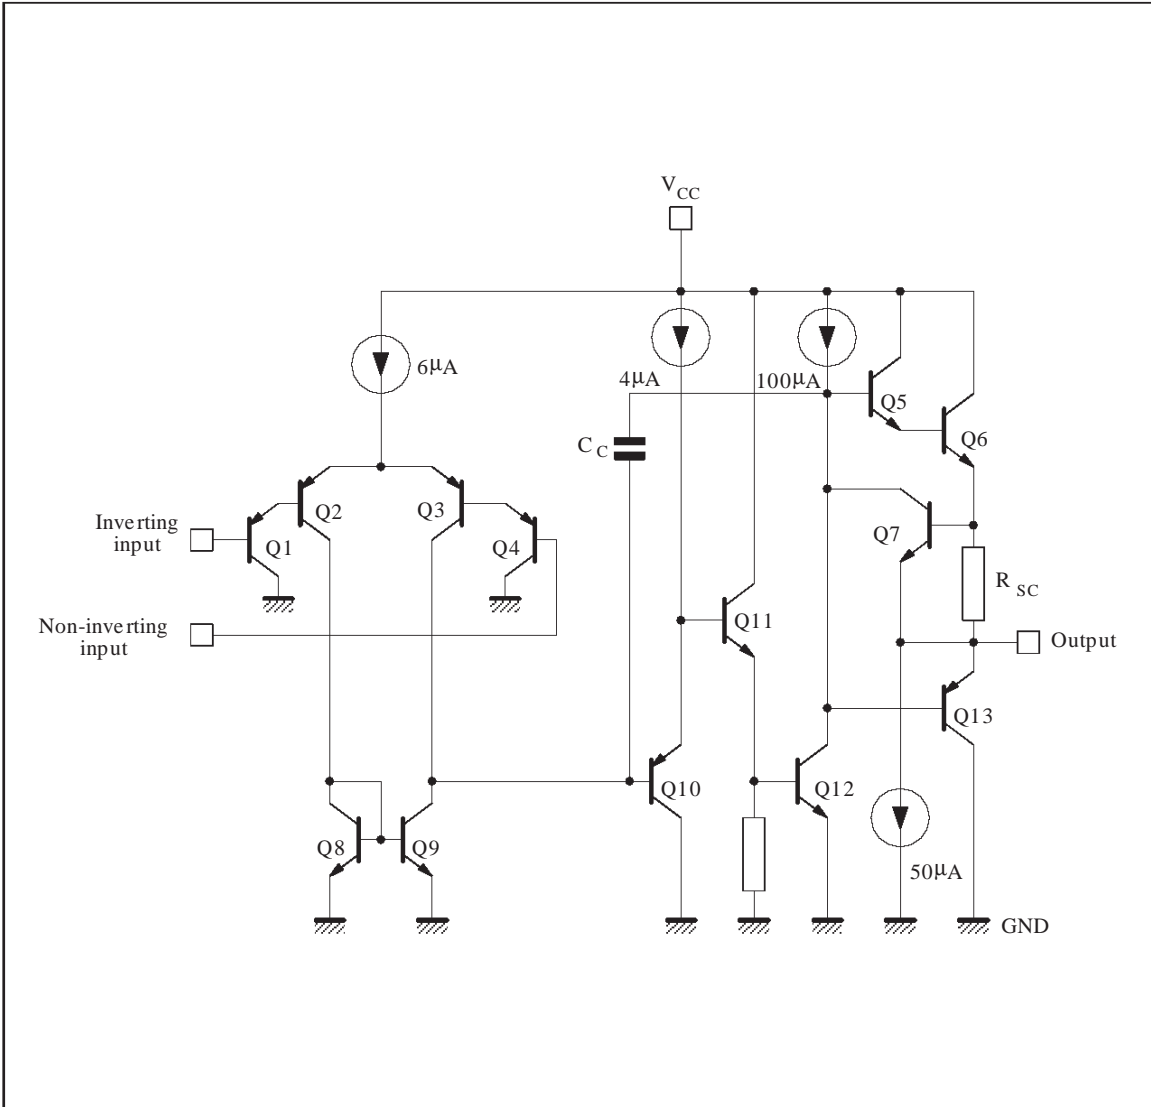 V CC
6µA
4µA
100µA
Q5
Q6
C C
Q2
Q3
Inverting
input
Q1
Q4
Q7
R SC
Non-inverting
input
Q11
Output
Q13
Q10
Q12
Q8
Q9
50µA
GND